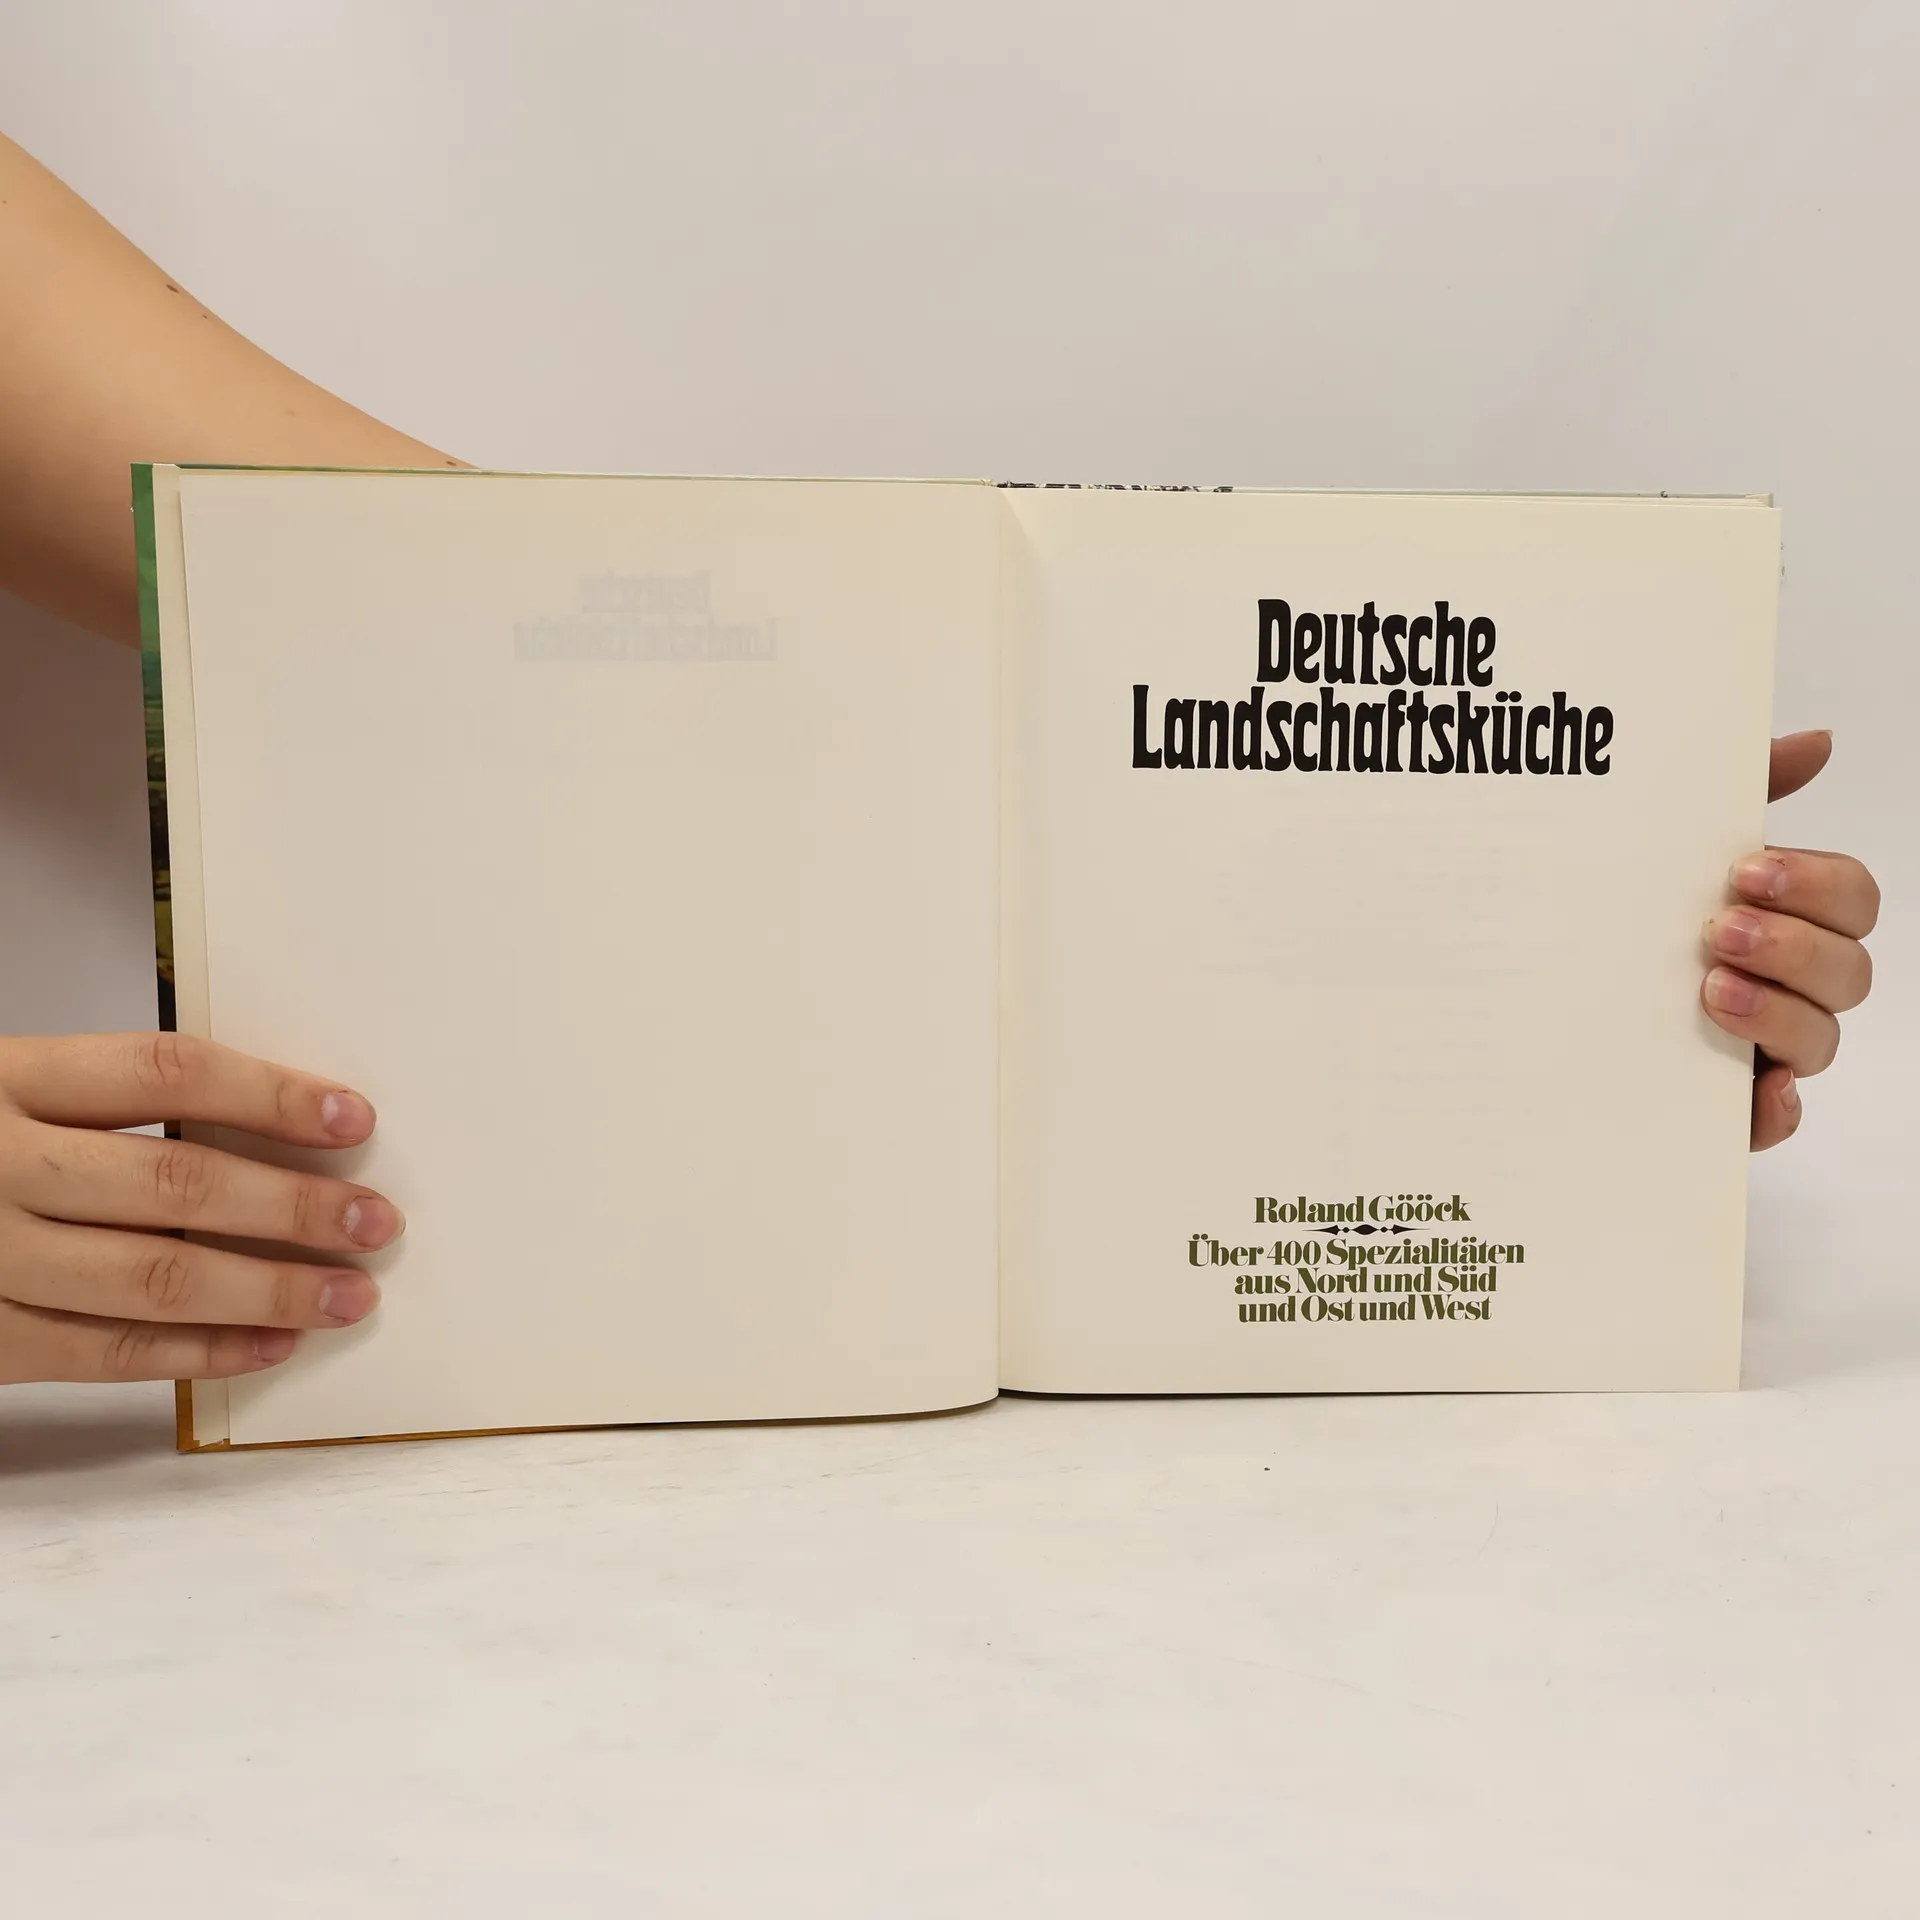 Deutsche
Landschaftsküche
Roland Gööck
Über 400 Spezialitäten
aus Nord und Süd
und Ost und West